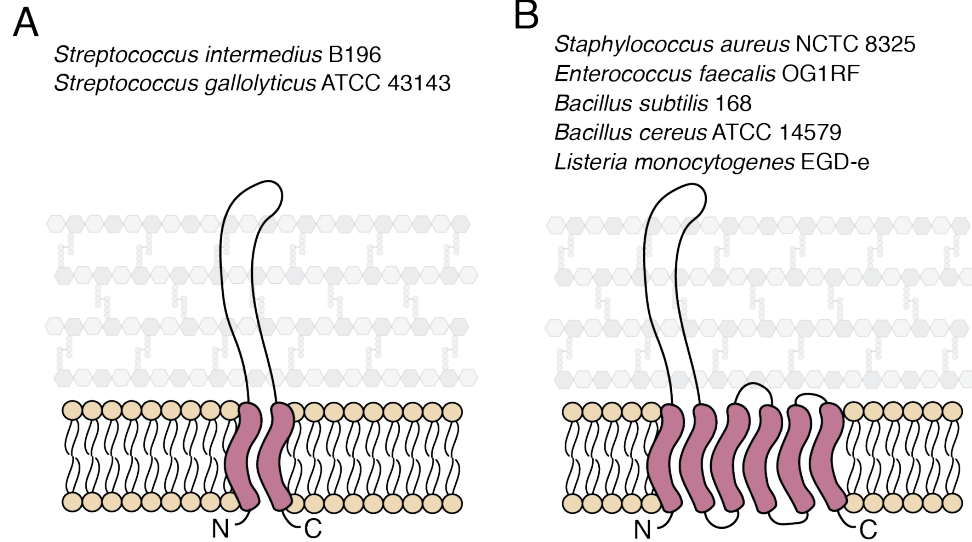 A
Streptococcus intermedius B196
Streptococcus gallolyticus ATCC 43143
N
C
B
Staphylococcus aureus NCTC 8325
Enterococcus faecalis OG1RF
Bacillus subtilis 168
Bacillus cereus ATCC 14579
Listeria monocytogenes EGD-e
N
C